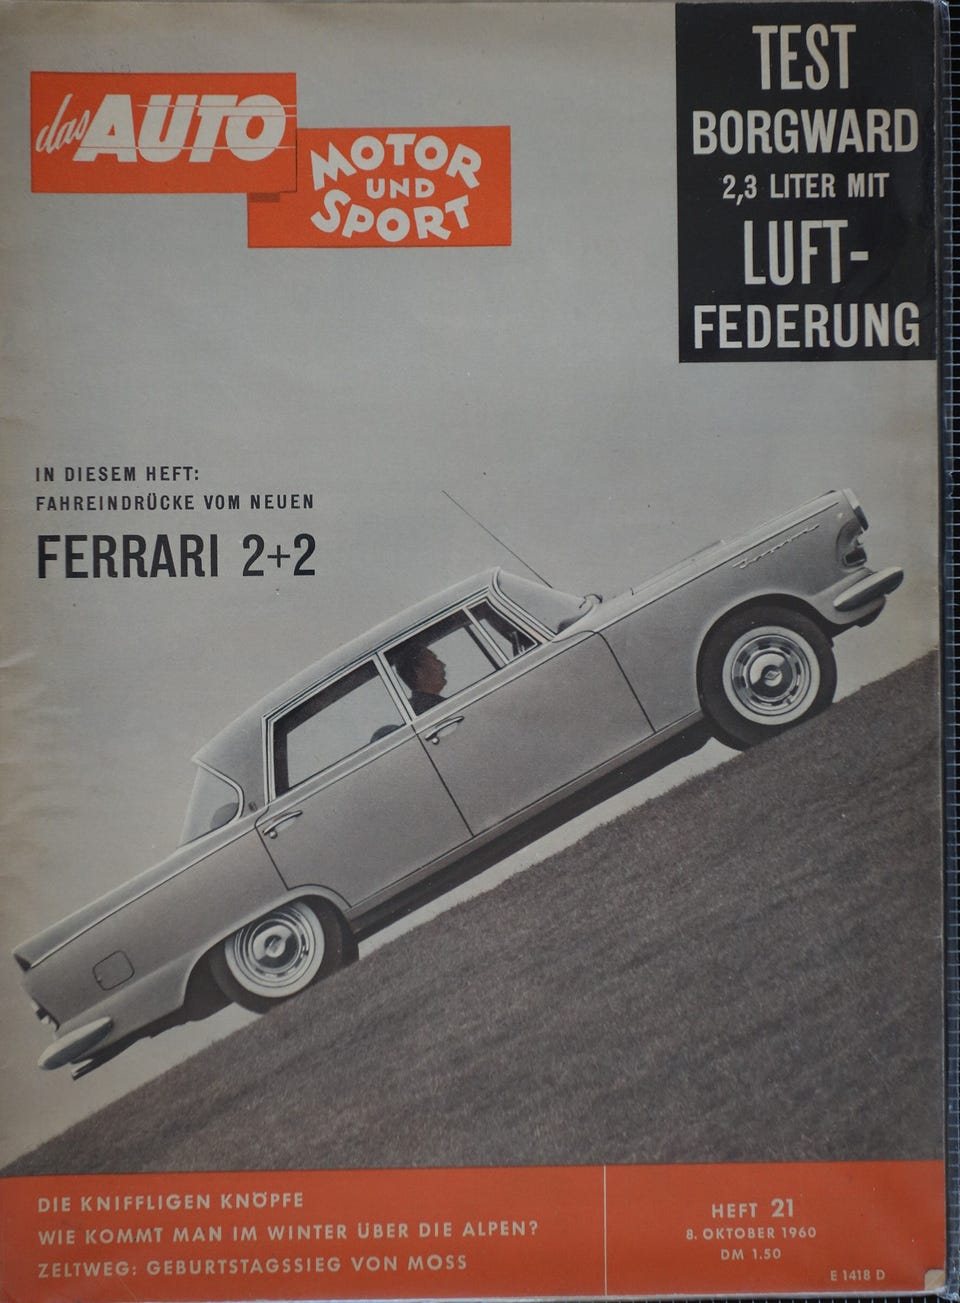 das AUTO
MOTOR
UND
SPORT
TEST
BORGWARD
2,3 LITER MIT
LUFT-
FEDERUNG
IN DIESEM HEFT:
FAHREINDRÜCKE VOM NEUEN
FERRARI 2+2
DIE KNIFFLIGEN KNÖPFE
WIE KOMMT MAN IM WINTER ÜBER DIE ALPEN?
ZELTWEG: GEBURTSTAGSSIEG VON MOSS
HEFT 21
8. OKTOBER 1960
DM 1.50
E 1418 D